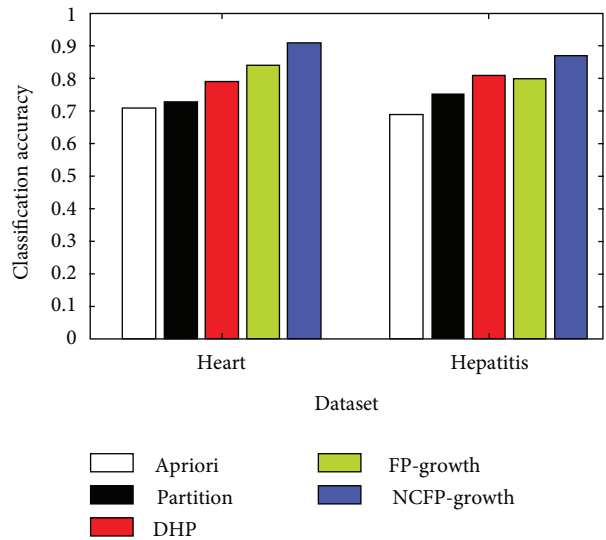 1
0.9
0.8
0.7
0.6
0.5
0.4
0.3
0.2
0.1
0
Classification accuracy
Heart
Hepatitis
Dataset
Apriori
Partition
DHP
FP-growth
NCFP-growth